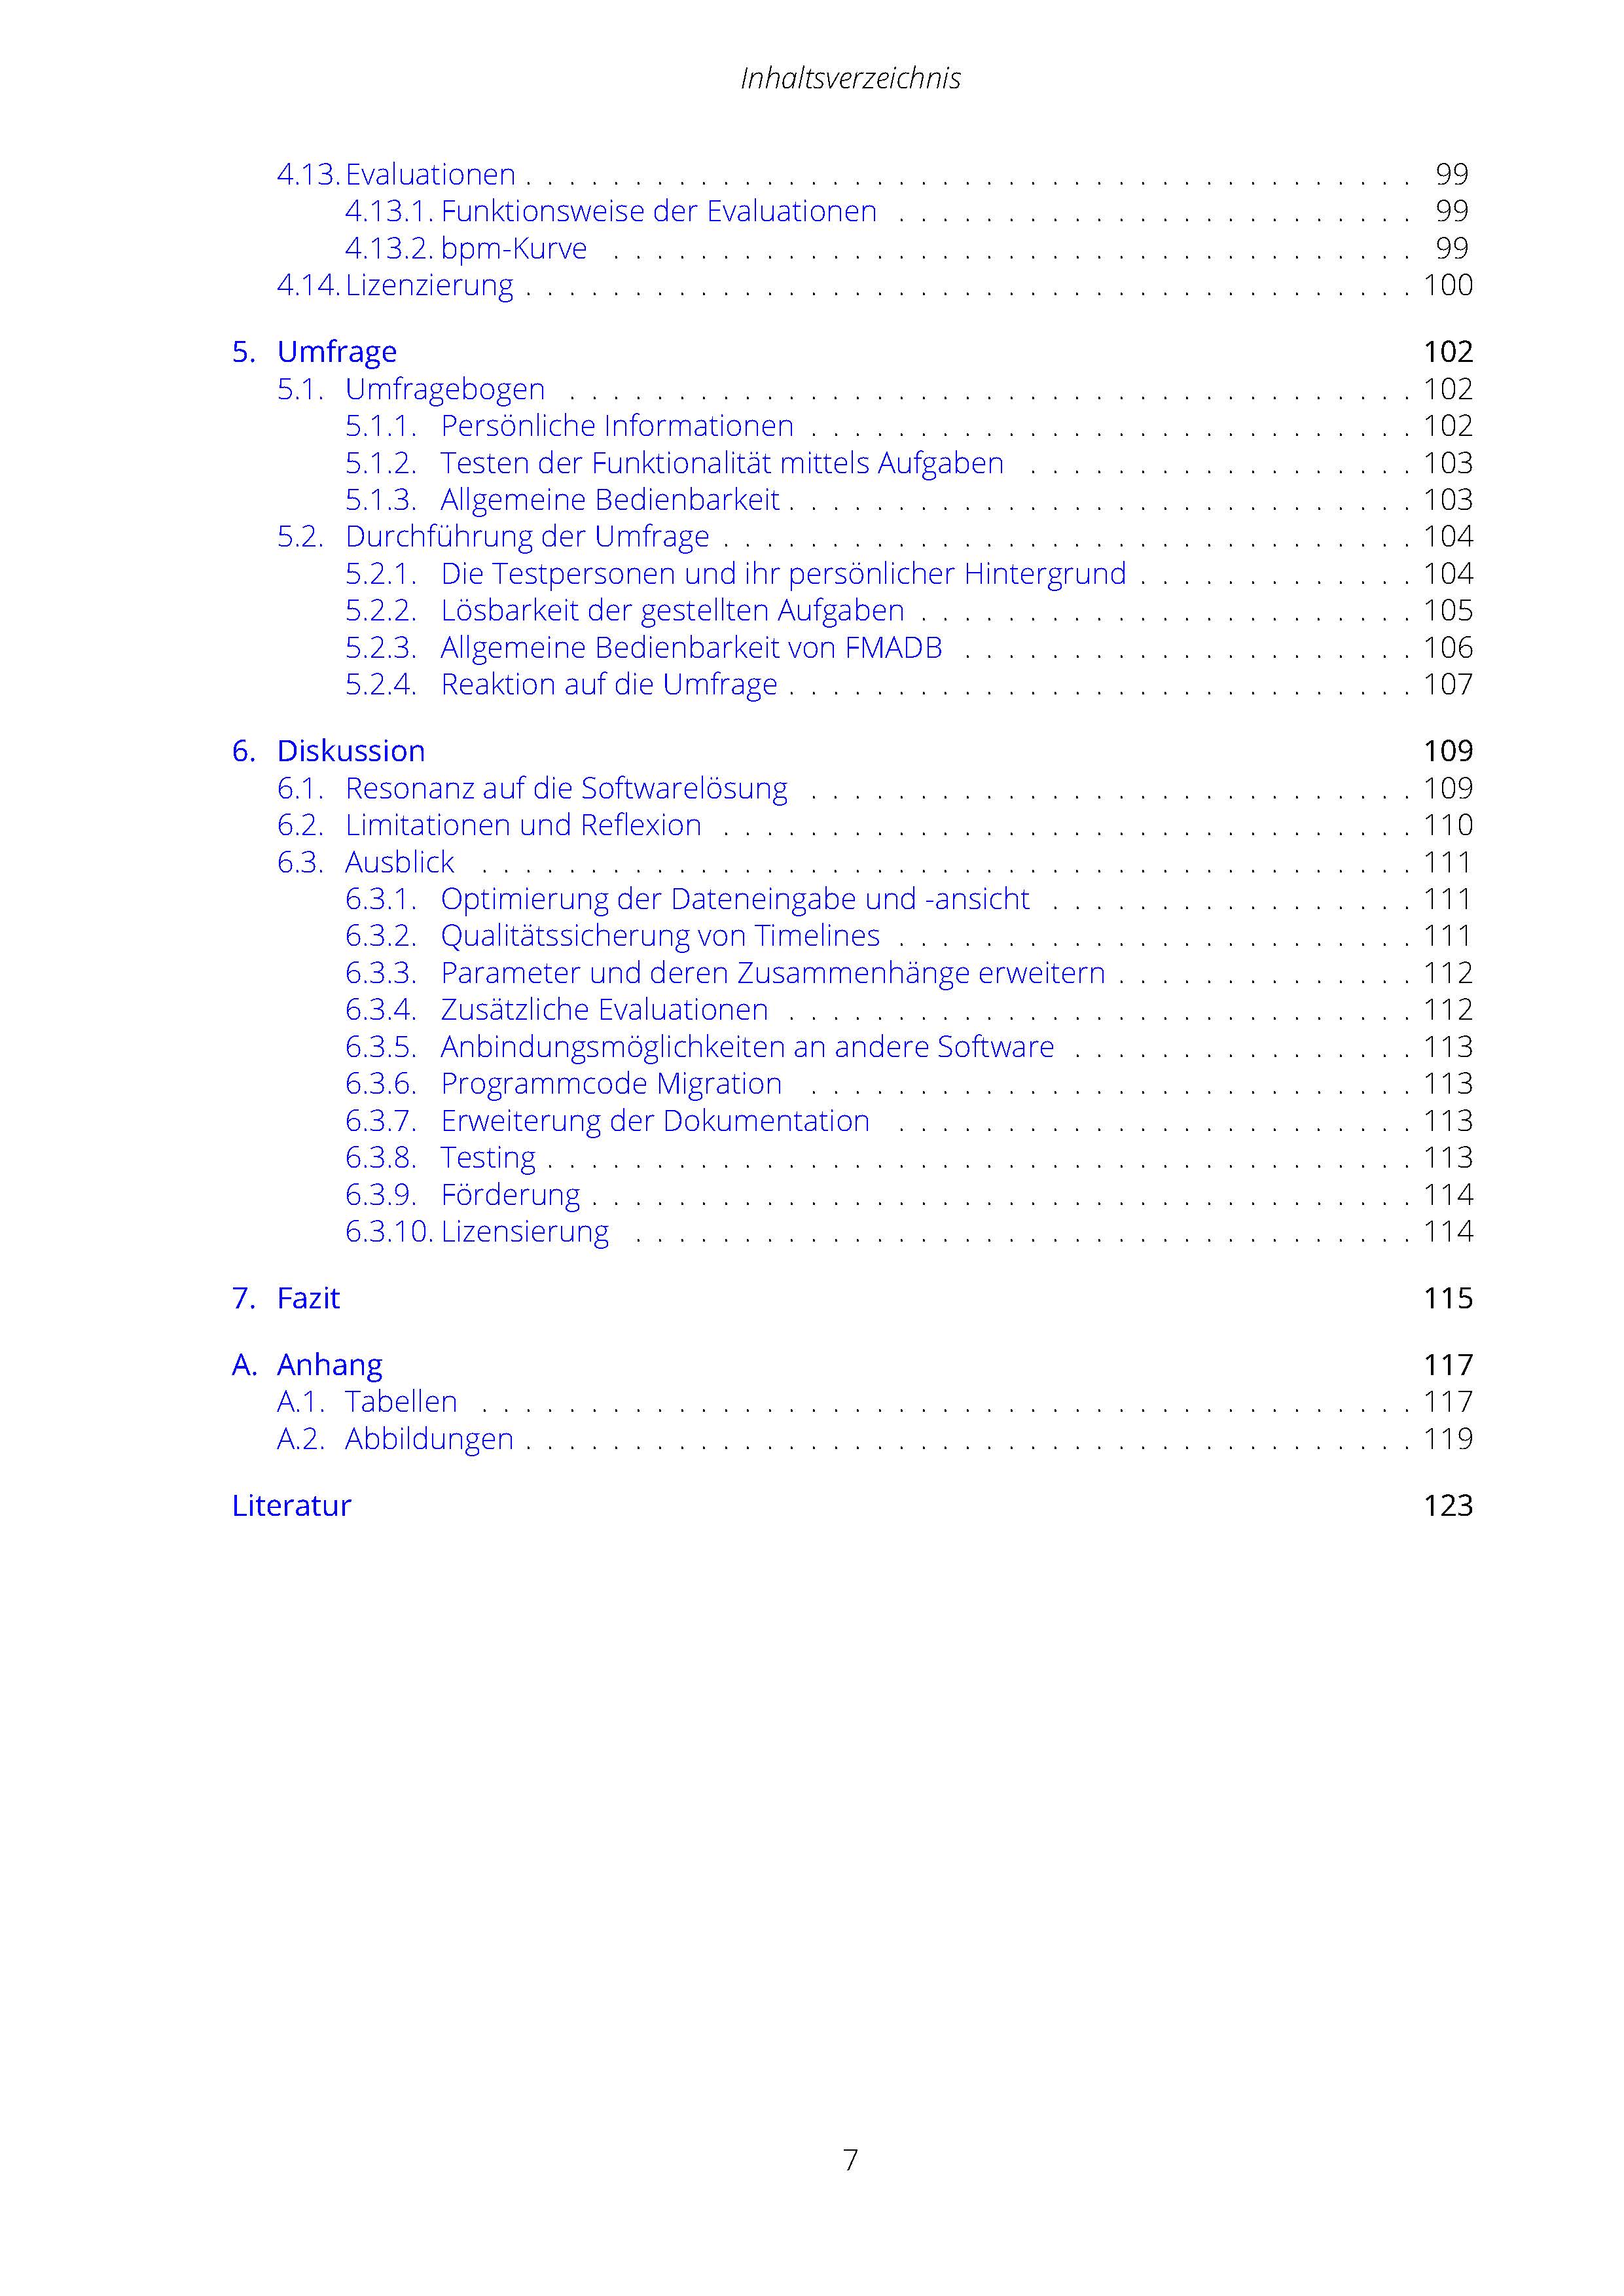 Inhaltsverzeichnis
4.13. Evaluationen . . . . . . . . . . . . . . . . . . . . . . . . . . . . . . . . . . . . . . . . . 99
4.13.1. Funktionsweise der Evaluationen . . . . . . . . . . . . . . . . . . . . . . . . 99
4.13.2. bpm-Kurve . . . . . . . . . . . . . . . . . . . . . . . . . . . . . . . . . . . . . 99
4.14. Lizenzierung . . . . . . . . . . . . . . . . . . . . . . . . . . . . . . . . . . . . . . . . . 100
5. Umfrage 102
5.1. Umfragebogen . . . . . . . . . . . . . . . . . . . . . . . . . . . . . . . . . . . . . . . 102
5.1.1. Persönliche Informationen . . . . . . . . . . . . . . . . . . . . . . . . . . . . 102
5.1.2. Testen der Funktionalität mittels Aufgaben . . . . . . . . . . . . . . . . . . 103
5.1.3. Allgemeine Bedienbarkeit . . . . . . . . . . . . . . . . . . . . . . . . . . . . . 103
5.2. Durchführung der Umfrage . . . . . . . . . . . . . . . . . . . . . . . . . . . . . . . . 104
5.2.1. Die Testpersonen und ihr persönlicher Hintergrund . . . . . . . . . . . . . 104
5.2.2. Lösbarkeit der gestellten Aufgaben . . . . . . . . . . . . . . . . . . . . . . . 105
5.2.3. Allgemeine Bedienbarkeit von FMADB . . . . . . . . . . . . . . . . . . . . . 106
5.2.4. Reaktion auf die Umfrage . . . . . . . . . . . . . . . . . . . . . . . . . . . . . 107
6. Diskussion 109
6.1. Resonanz auf die Softwarelösung . . . . . . . . . . . . . . . . . . . . . . . . . . . . 109
6.2. Limitationen und Reflexion . . . . . . . . . . . . . . . . . . . . . . . . . . . . . . . . 110
6.3. Ausblick . . . . . . . . . . . . . . . . . . . . . . . . . . . . . . . . . . . . . . . . . . . 111
6.3.1. Optimierung der Dateneingabe und -ansicht . . . . . . . . . . . . . . . . . 111
6.3.2. Qualitätssicherung von Timelines . . . . . . . . . . . . . . . . . . . . . . . . 111
6.3.3. Parameter und deren Zusammenhänge erweitern . . . . . . . . . . . . . . 112
6.3.4. Zusätzliche Evaluationen . . . . . . . . . . . . . . . . . . . . . . . . . . . . . 112
6.3.5. Anbindungsmöglichkeiten an andere Software . . . . . . . . . . . . . . . . 113
6.3.6. Programmcode Migration . . . . . . . . . . . . . . . . . . . . . . . . . . . . 113
6.3.7. Erweiterung der Dokumentation . . . . . . . . . . . . . . . . . . . . . . . . 113
6.3.8. Testing . . . . . . . . . . . . . . . . . . . . . . . . . . . . . . . . . . . . . . . . 113
6.3.9. Förderung . . . . . . . . . . . . . . . . . . . . . . . . . . . . . . . . . . . . . . 114
6.3.10. Lizensierung . . . . . . . . . . . . . . . . . . . . . . . . . . . . . . . . . . . . 114
7. Fazit 115
A. Anhang 117
A.1. Tabellen . . . . . . . . . . . . . . . . . . . . . . . . . . . . . . . . . . . . . . . . . . . 117
A.2. Abbildungen . . . . . . . . . . . . . . . . . . . . . . . . . . . . . . . . . . . . . . . . . 119
Literatur 123
7